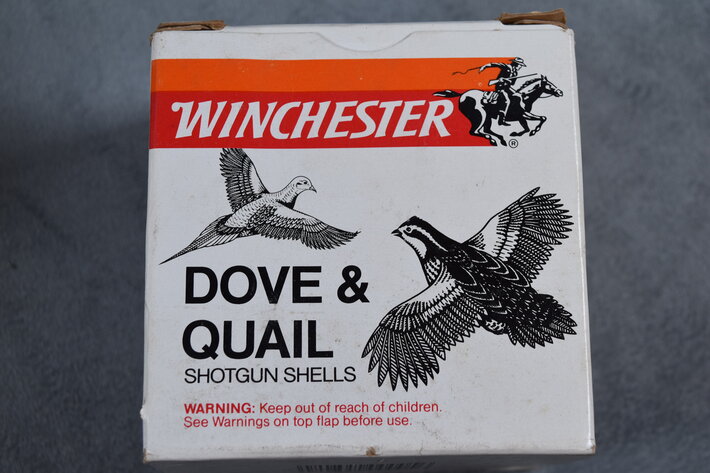 WINCHESTER
®
DOVE &
QUAIL
SHOTGUN SHELLS
WARNING: Keep out of reach of children.
See Warnings on top flap before use.